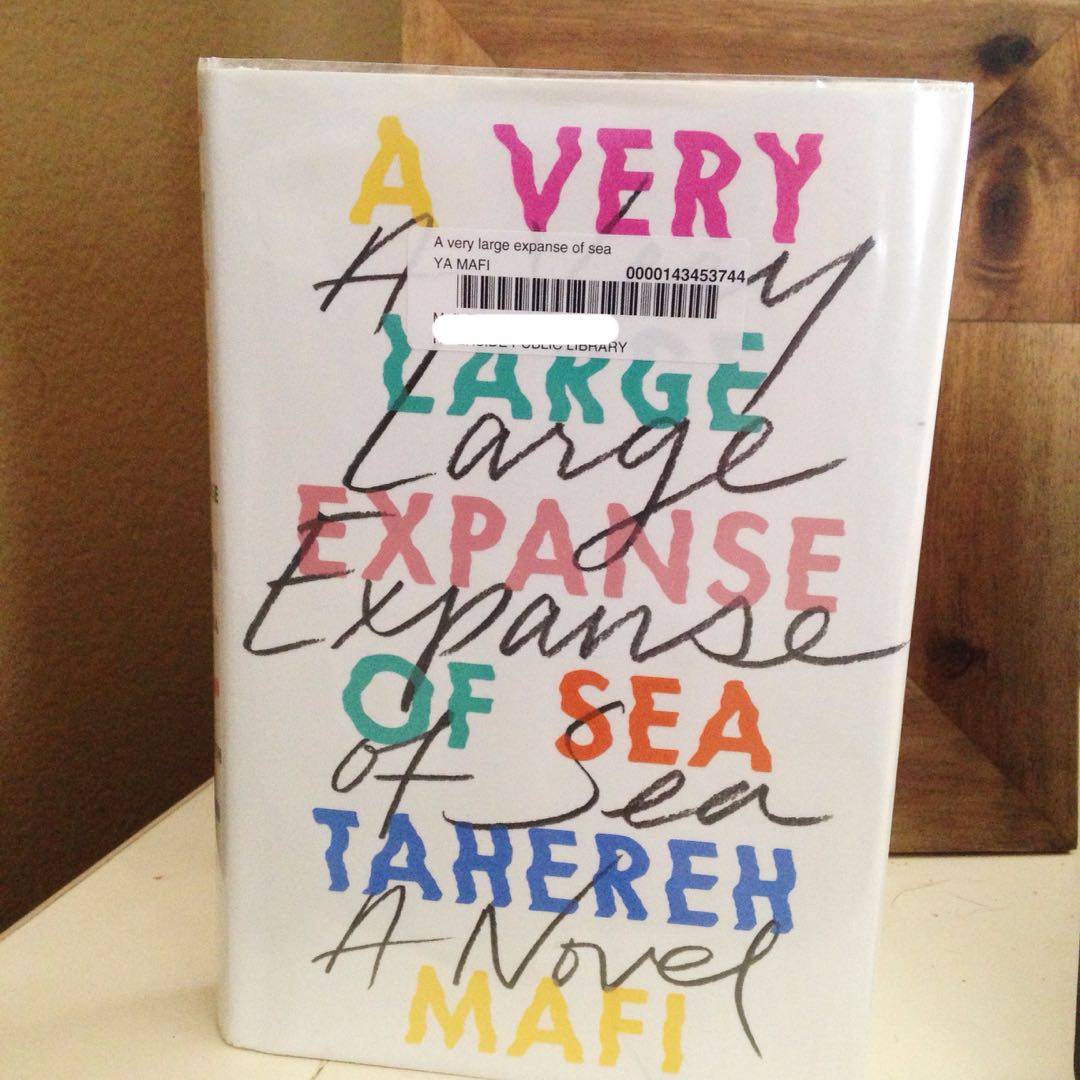 A VERY
A very
A very large expanse of sea
YA MAFI
0000143453744
LARGE
Large
EXPANSE
Expanse
OF SEA
of Sea
TAHEREH
A Novel
MAFI
PUBLIC LIBRARY